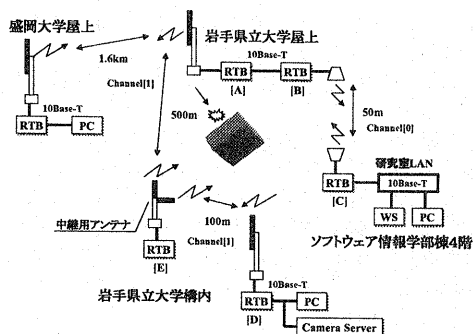 盛岡大学屋上
岩手県立大学屋上
1.6km
Channel[1]
10Base-T
RTB
RTB
[A]
[B]
10Base-T
RTB
PC
500m
50m
Channel[0]
研究室LAN
RTB
10Base-T
[C]
WS
PC
ソフトウェア情報学部棟4階
中継用アンテナ
100m
Channel[1]
RTB
[E]
岩手県立大学構内
10Base-T
RTB
PC
[D]
Camera Server